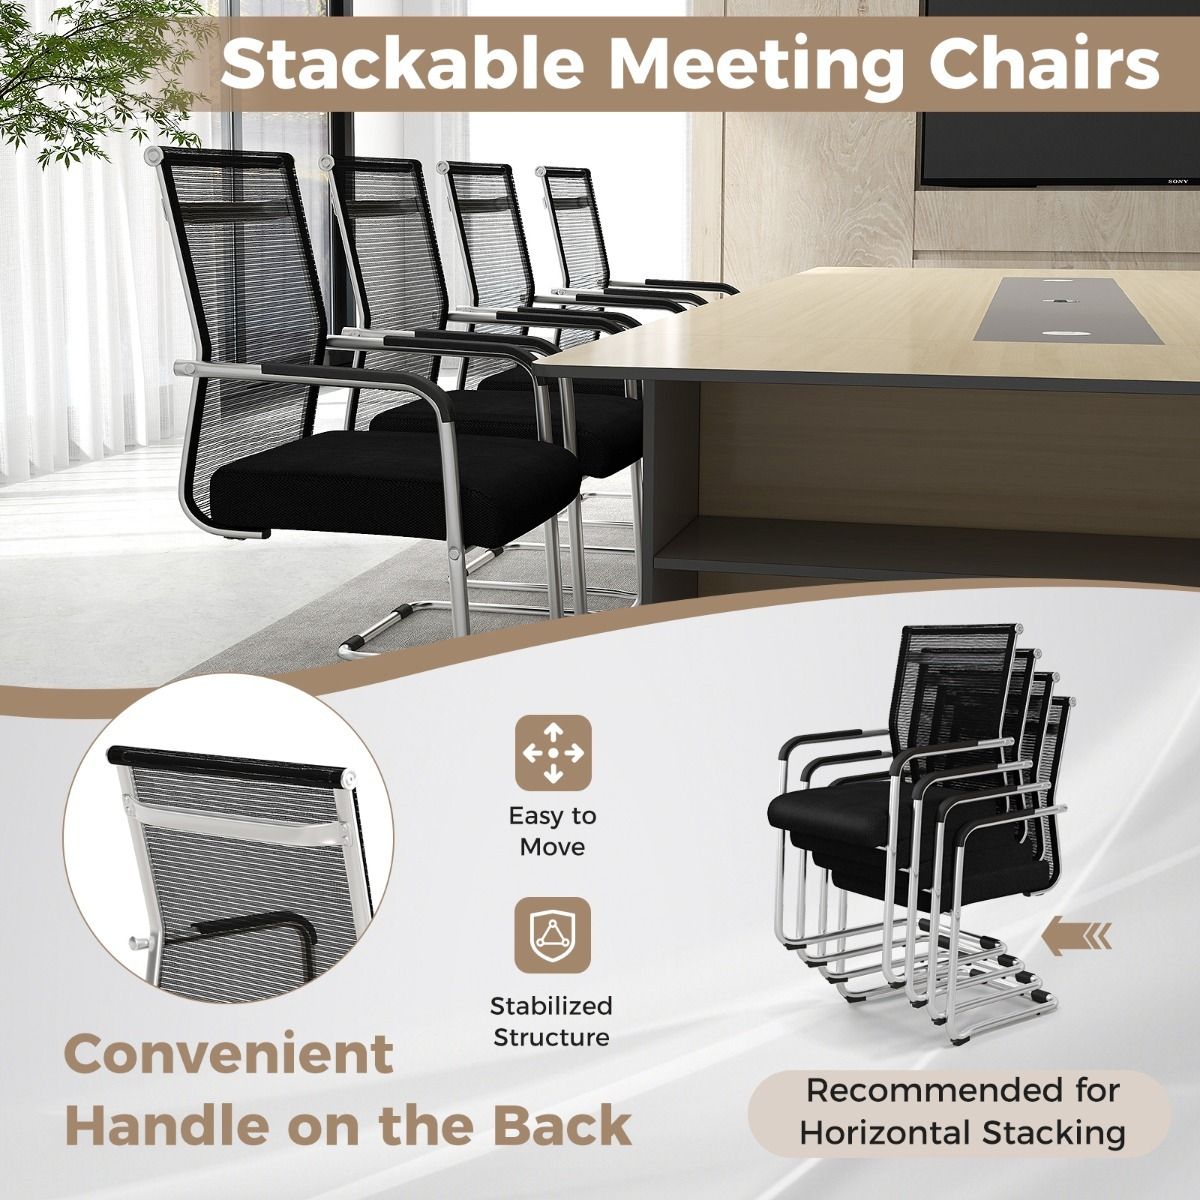 Stackable Meeting Chairs
SONY
Easy to
Move
Stabilized
Structure
Convenient
Handle on the Back
Recommended for
Horizontal Stacking